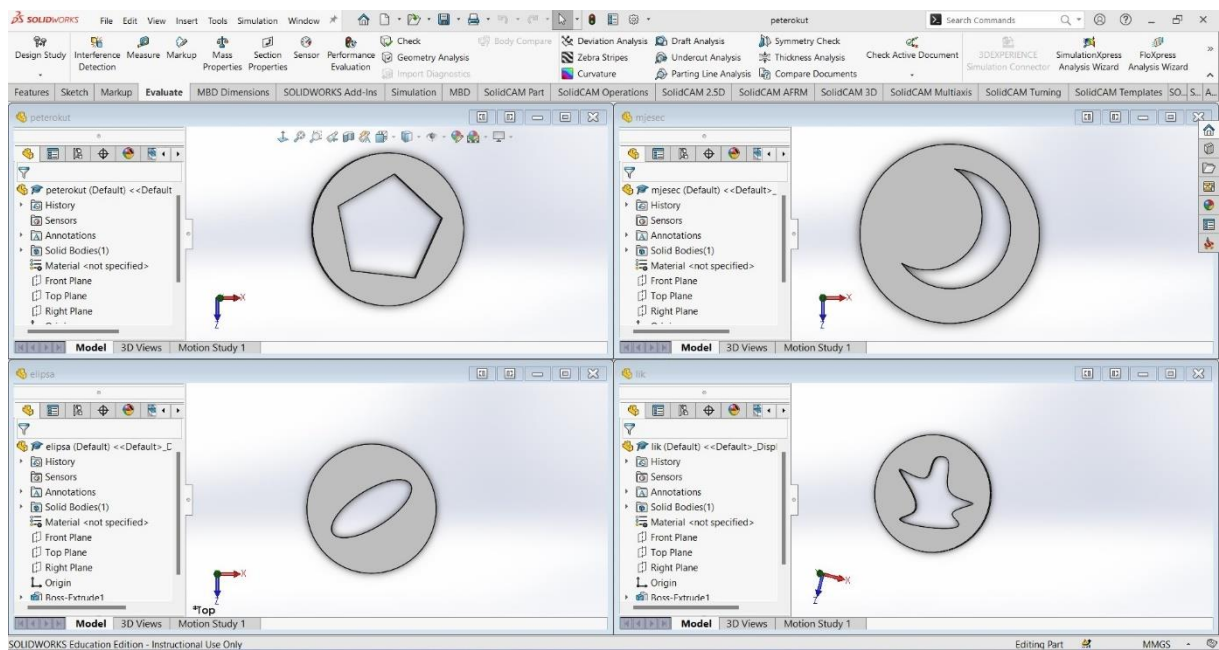 SOLIDWORKS File Edit View Insert Tools Simulation Window peterokut Search Commands
Design Study Interference Detection Measure Markup Mass Properties Section Properties Sensor Performance Evaluation Check Body Compare Deviation Analysis Draft Analysis Symmetry Check Check Active Document 3DEXPERIENCE Simulation Connector SimulationXpress Analysis Wizard FloXpress Analysis Wizard
Geometry Analysis Zebra Stripes Undercut Analysis Thickness Analysis
Import Diagnostics Curvature Parting Line Analysis Compare Documents
Features Sketch Markup Evaluate MBD Dimensions SOLIDWORKS Add-Ins Simulation MBD SolidCAM Part SolidCAM Operations SolidCAM 2.5D SolidCAM AFRM SolidCAM 3D SolidCAM Multiaxis SolidCAM Turning SolidCAM Templates SO... S... A...
peterokut
peterokut (Default) <<Default
History
Sensors
Annotations
Solid Bodies(1)
Material <not specified>
Front Plane
Top Plane
Right Plane
X
Z
Model 3D Views Motion Study 1
mjesec
mjesec (Default) <<Default>_
History
Sensors
Annotations
Solid Bodies(1)
Material <not specified>
Front Plane
Top Plane
Right Plane
X
Z
Model 3D Views Motion Study 1
elipsa
elipsa (Default) <<Default>_D
History
Sensors
Annotations
Solid Bodies(1)
Material <not specified>
Front Plane
Top Plane
Right Plane
Origin
Boss-Extrude1
X
Z
*Top
Model 3D Views Motion Study 1
lik
lik (Default) <<Default>_Displ
History
Sensors
Annotations
Solid Bodies(1)
Material <not specified>
Front Plane
Top Plane
Right Plane
Origin
Boss-Extrude1
X
Z
Model 3D Views Motion Study 1
SOLIDWORKS Education Edition - Instructional Use Only Editing Part MMGS